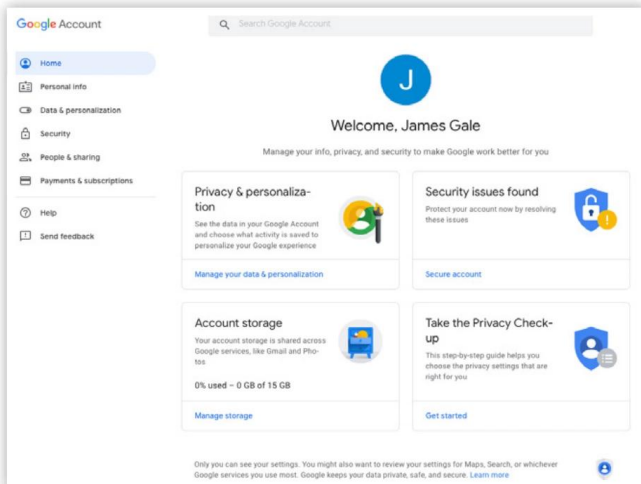 Google Account
Search Google Account
Home
Personal info
Data & personalization
Security
People & sharing
Payments & subscriptions
Help
Send feedback
J
Welcome, James Gale
Manage your info, privacy, and security to make Google work better for you
Privacy & personaliza-
tion
See the data in your Google Account
and choose what activity is saved to
personalize your Google experience
Manage your data & personalization
Security issues found
Protect your account now by resolving
these issues
Secure account
Account storage
Your account storage is shared across
Google services, like Gmail and Pho-
tos
0% used – 0 GB of 15 GB
Manage storage
Take the Privacy Check-
up
This step-by-step guide helps you
choose the privacy settings that are
right for you
Get started
Only you can see your settings. You might also want to review your settings for Maps, Search, or whichever
Google services you use most. Google keeps your data private, safe, and secure. Learn more